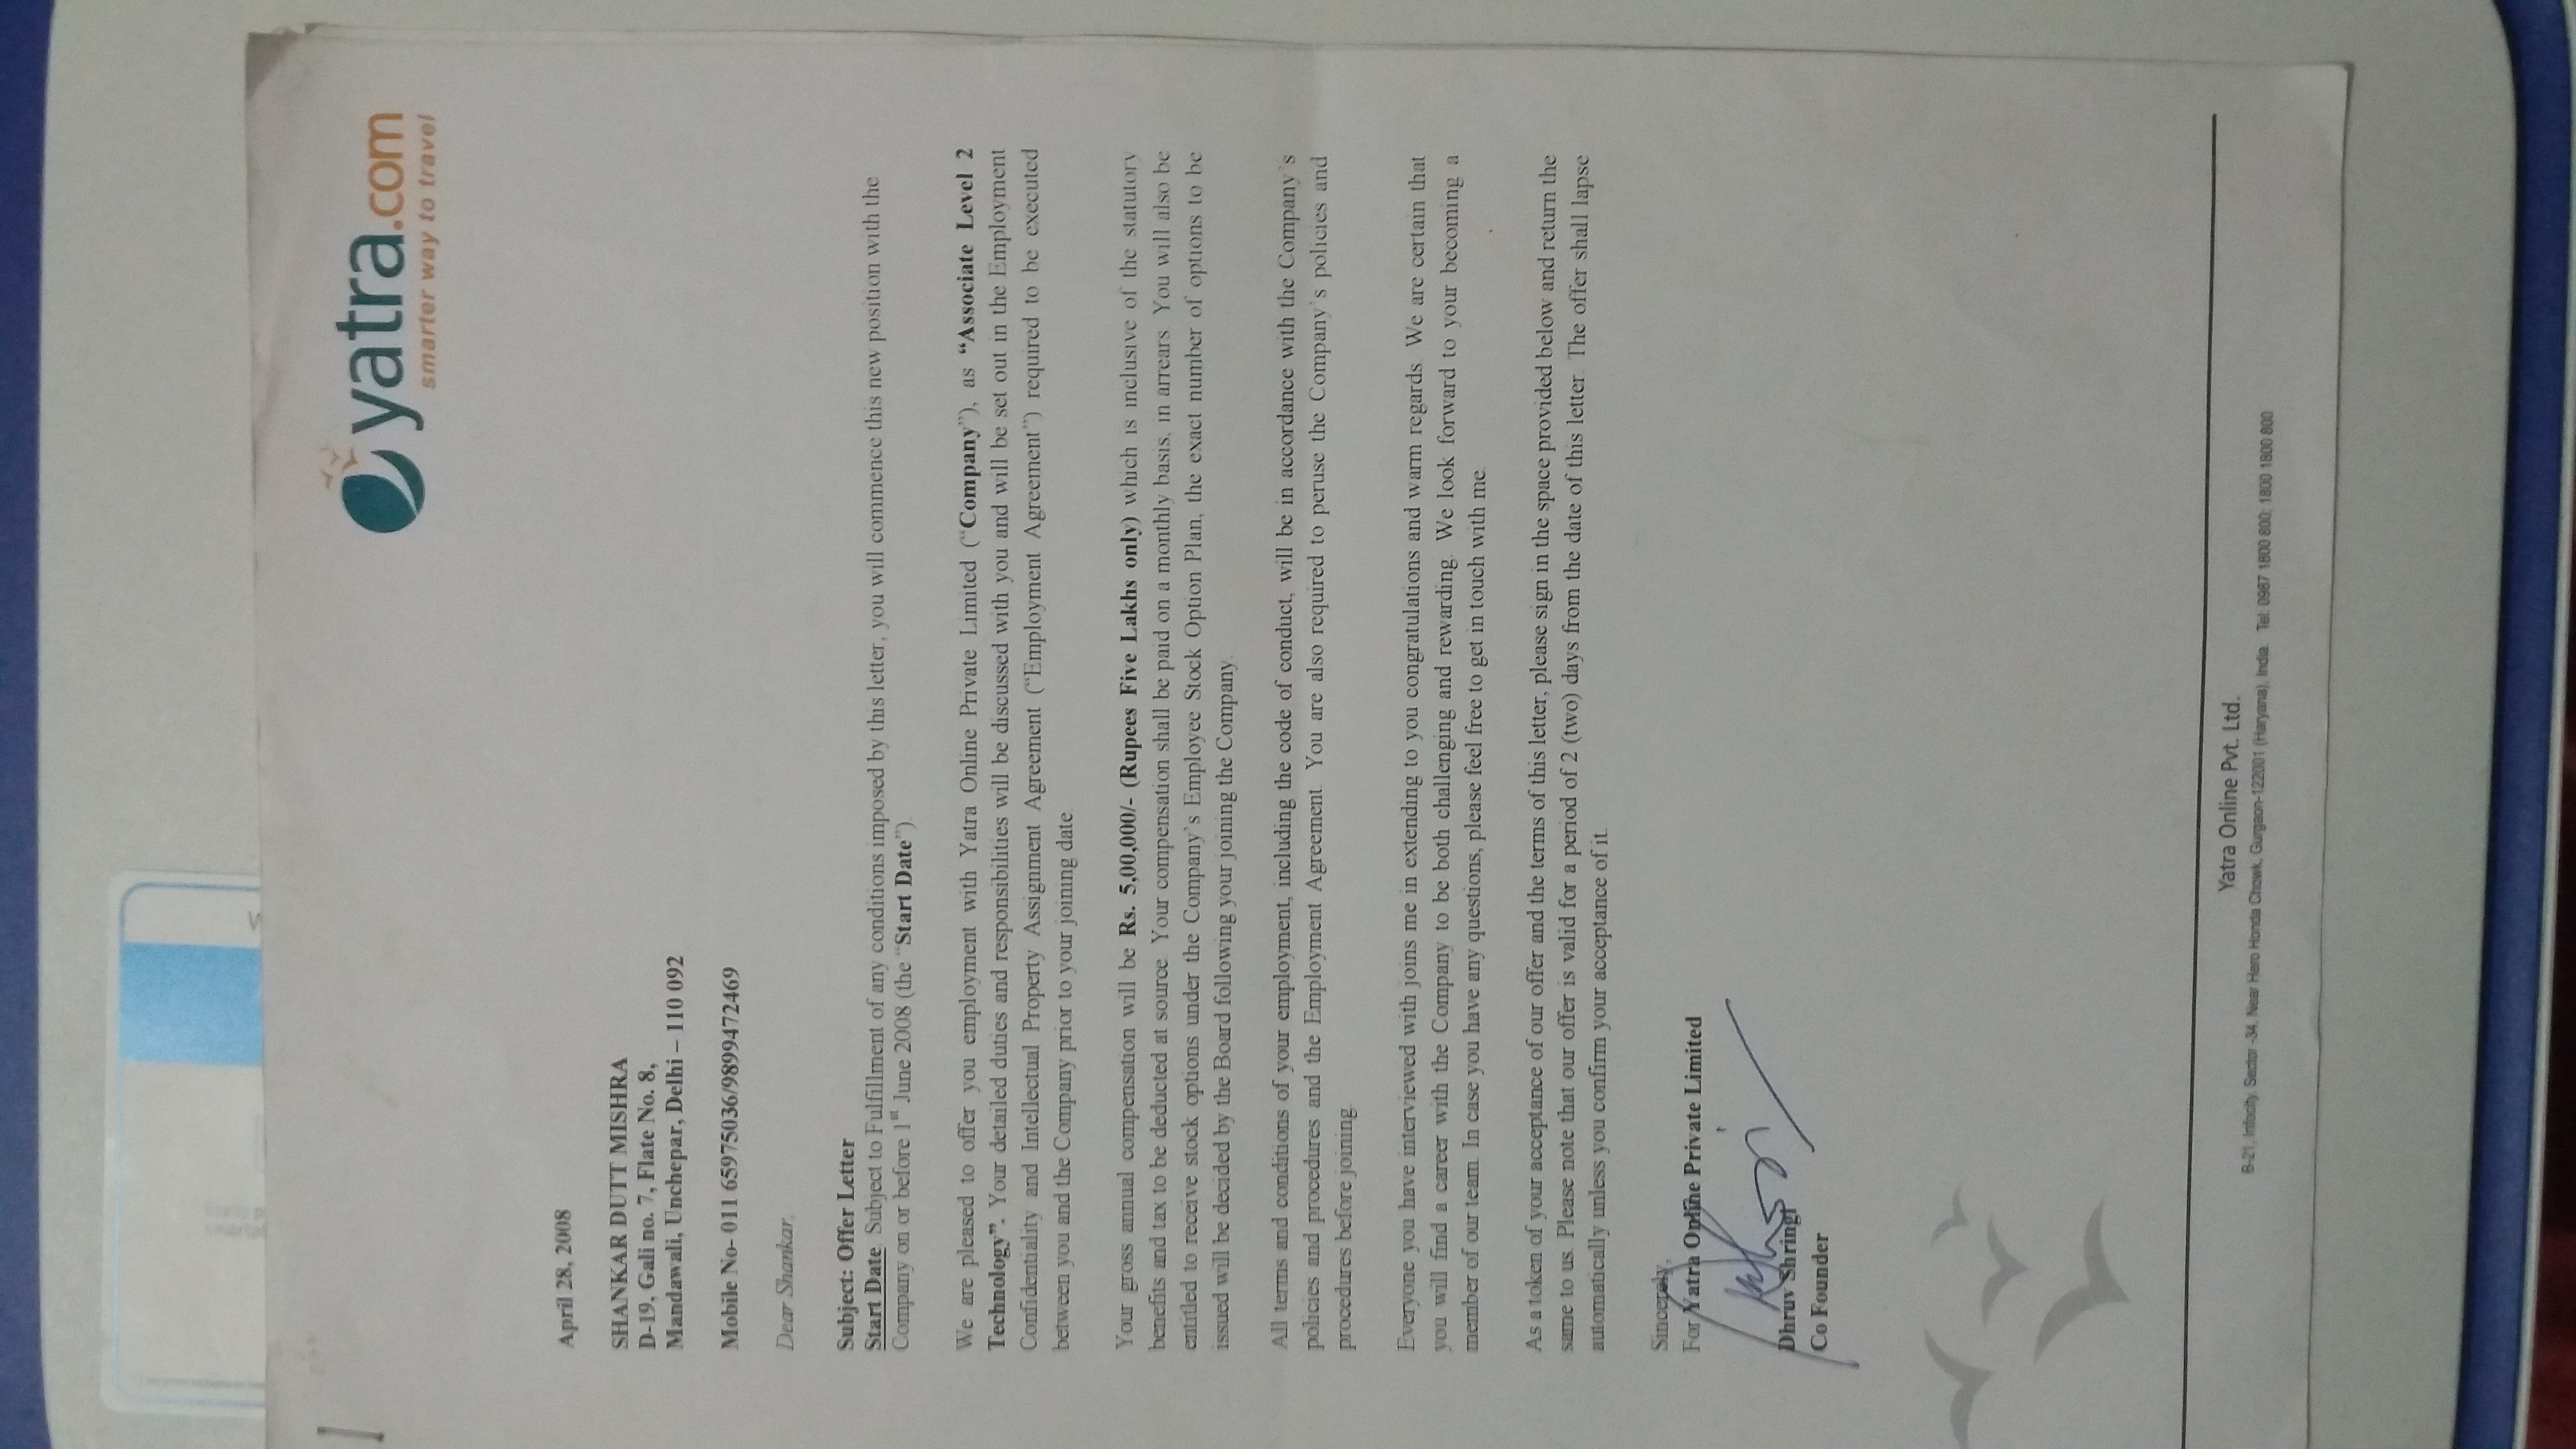 yatra.com
smarter way to travel
April 28, 2008
SHANKAR DUTT MISHRA
D-19, Gali no. 7, Flate No. 8,
Mandawali, Unchepar, Delhi – 110 092
Mobile No- 011 65975036/9899472469
Dear Shankar,
Subject: Offer Letter
Start Date. Subject to Fulfillment of any conditions imposed by this letter, you will commence this new position with the
Company on or before 1st June 2008 (the “Start Date”).
We are pleased to offer you employment with Yatra Online Private Limited (“Company”), as “Associate Level 2
Technology”. Your detailed duties and responsibilities will be discussed with you and will be set out in the Employment
Confidentiality and Intellectual Property Assignment Agreement (“Employment Agreement”) required to be executed
between you and the Company prior to your joining date.
Your gross annual compensation will be Rs. 5,00,000/- (Rupees Five Lakhs only) which is inclusive of the statutory
benefits and tax to be deducted at source. Your compensation shall be paid on a monthly basis, in arrears. You will also be
entitled to receive stock options under the Company’s Employee Stock Option Plan, the exact number of options to be
issued will be decided by the Board following your joining the Company.
All terms and conditions of your employment, including the code of conduct, will be in accordance with the Company’s
policies and procedures and the Employment Agreement. You are also required to peruse the Company’s policies and
procedures before joining.
Everyone you have interviewed with joins me in extending to you congratulations and warm regards. We are certain that
you will find a career with the Company to be both challenging and rewarding. We look forward to your becoming a
member of our team. In case you have any questions, please feel free to get in touch with me.
As a token of your acceptance of our offer and the terms of this letter, please sign in the space provided below and return the
same to us. Please note that our offer is valid for a period of 2 (two) days from the date of this letter. The offer shall lapse
automatically unless you confirm your acceptance of it.
Sincerely,
For Yatra Online Private Limited
Dhruv Shringi
Co Founder
Yatra Online Pvt. Ltd.
B-21, Infocity, Sector -34, Near Hero Honda Chowk, Gurgaon-122001 (Haryana), India. Tel: 0987 1800 800; 1800 1800 800